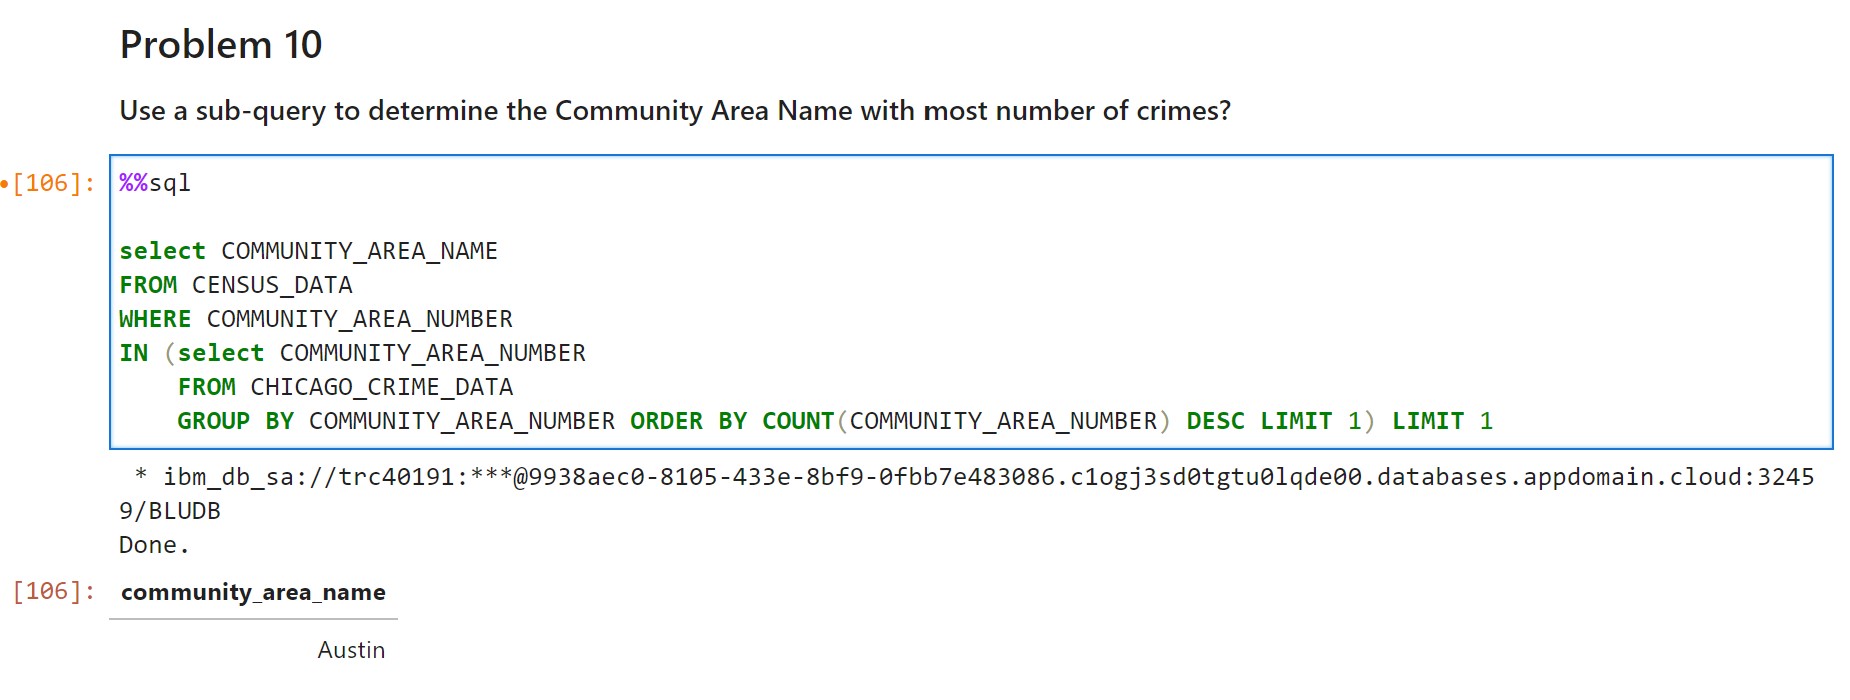 Problem 10
Use a sub-query to determine the Community Area Name with most number of crimes?
•[106]: %%sql
select COMMUNITY_AREA_NAME
FROM CENSUS_DATA
WHERE COMMUNITY_AREA_NUMBER
IN (select COMMUNITY_AREA_NUMBER
FROM CHICAGO_CRIME_DATA
GROUP BY COMMUNITY_AREA_NUMBER ORDER BY COUNT(COMMUNITY_AREA_NUMBER) DESC LIMIT 1) LIMIT 1
* ibm_db_sa://trc40191:***@9938aec0-8105-433e-8bf9-0fbb7e483086.c1ogj3sd0tgtu0lqde00.databases.appdomain.cloud:3245
9/BLUDB
Done.
[106]: community_area_name
Austin